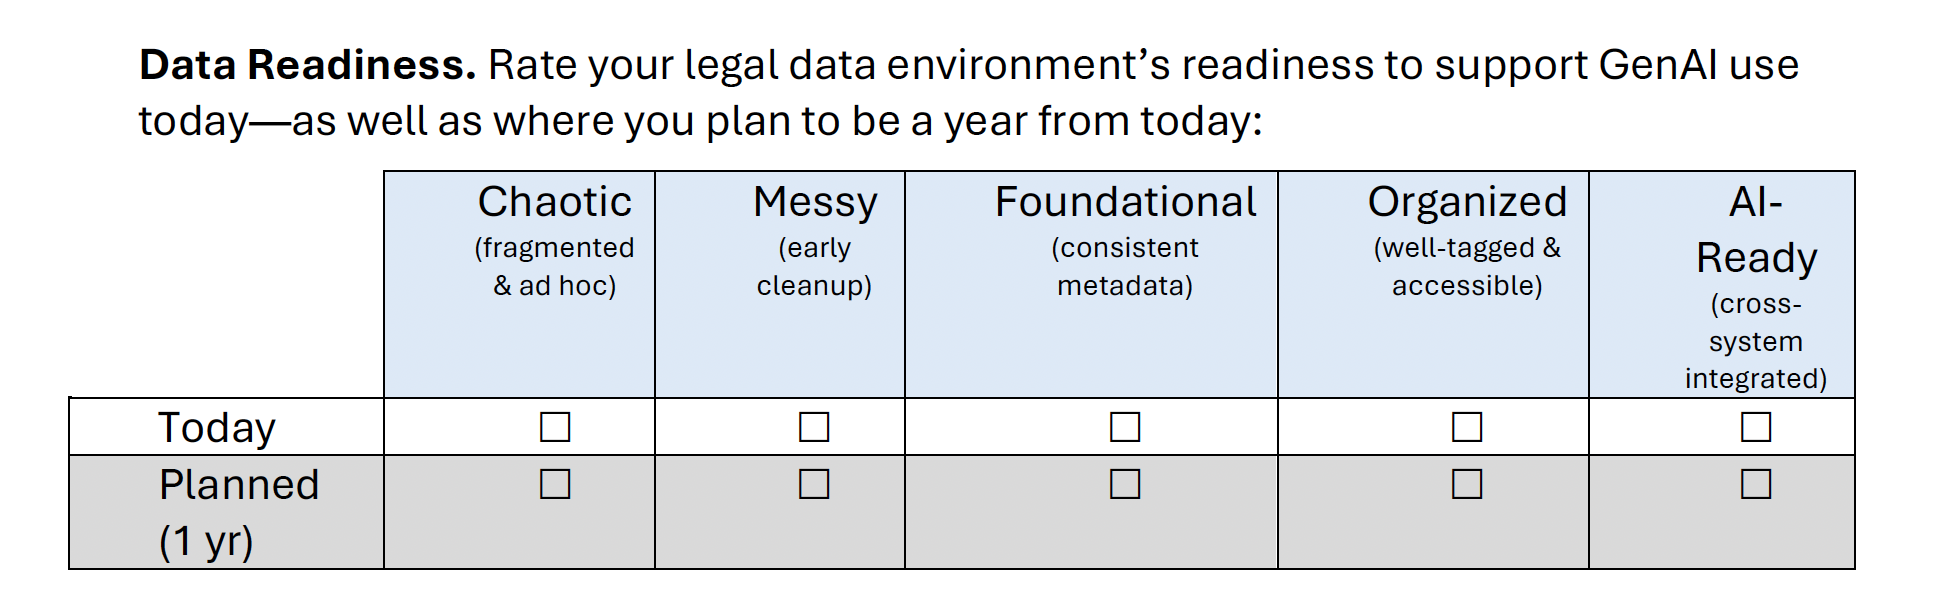 Data Readiness. Rate your legal data environment’s readiness to support GenAI use
today—as well as where you plan to be a year from today:
Chaotic
(fragmented
& ad hoc)
Messy
(early
cleanup)
Foundational
(consistent
metadata)
Organized
(well-tagged &
accessible)
AI-
Ready
(cross-
system
integrated)
Today ☐ ☐ ☐ ☐ ☐
Planned ☐ ☐ ☐ ☐ ☐
(1 yr)